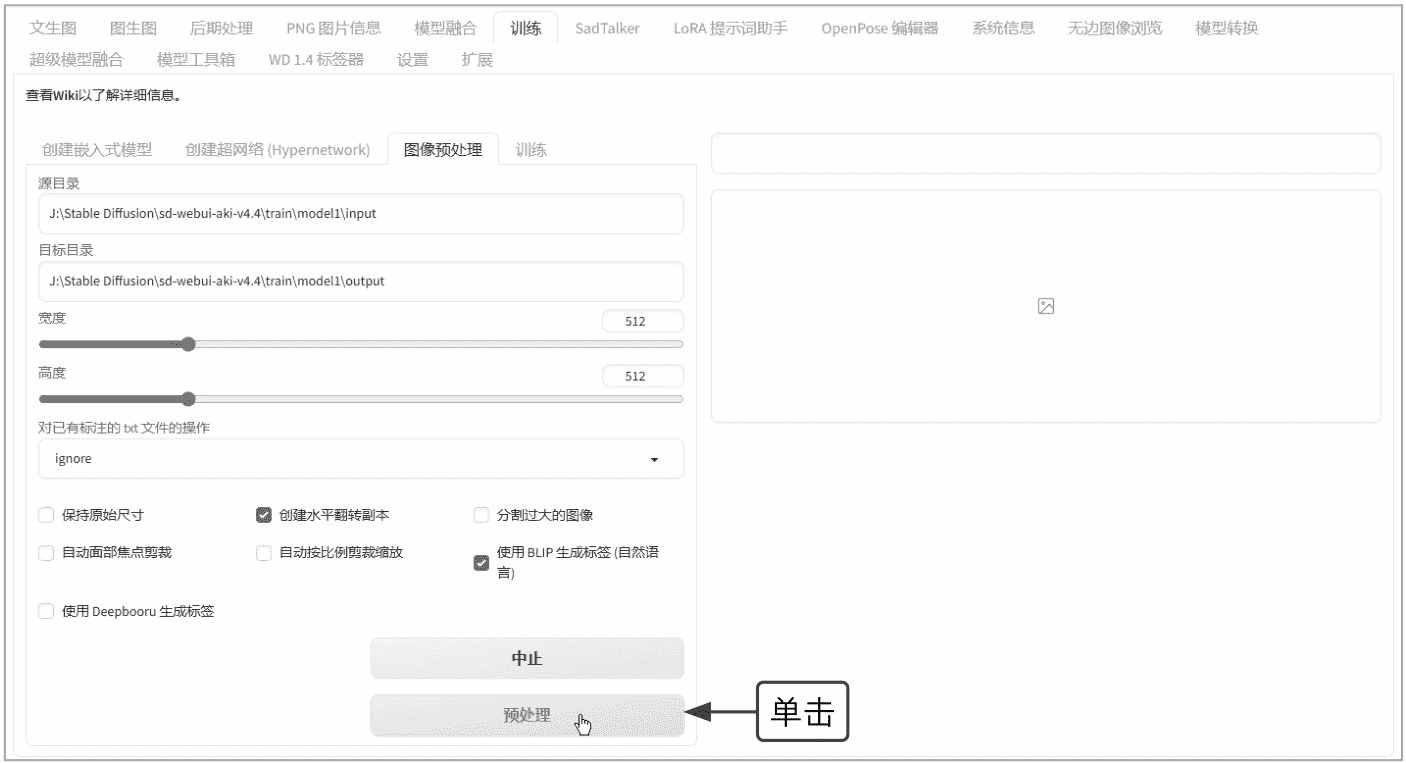 文生图 图生图 后期处理 PNG 图片信息 模型融合 训练 SadTalker LoRA 提示词助手 OpenPose 编辑器 系统信息 无边图像浏览 模型转换
超级模型融合 模型工具箱 WD 1.4 标签器 设置 扩展
查看Wiki以了解详细信息。
创建嵌入式模型 创建超网络 (Hypernetwork) 图像预处理 训练
源目录
J:\Stable Diffusion\sd-webui-aki-v4.4\train\model1\input
目标目录
J:\Stable Diffusion\sd-webui-aki-v4.4\train\model1\output
宽度 512
高度 512
对已有标注的 txt 文件的操作
ignore
保持原始尺寸 创建水平翻转副本 分割过大的图像
自动面部焦点剪裁 自动按比例剪裁缩放 使用 BLIP 生成标签 (自然语
言)
使用 Deepbooru 生成标签
中止
预处理 单击